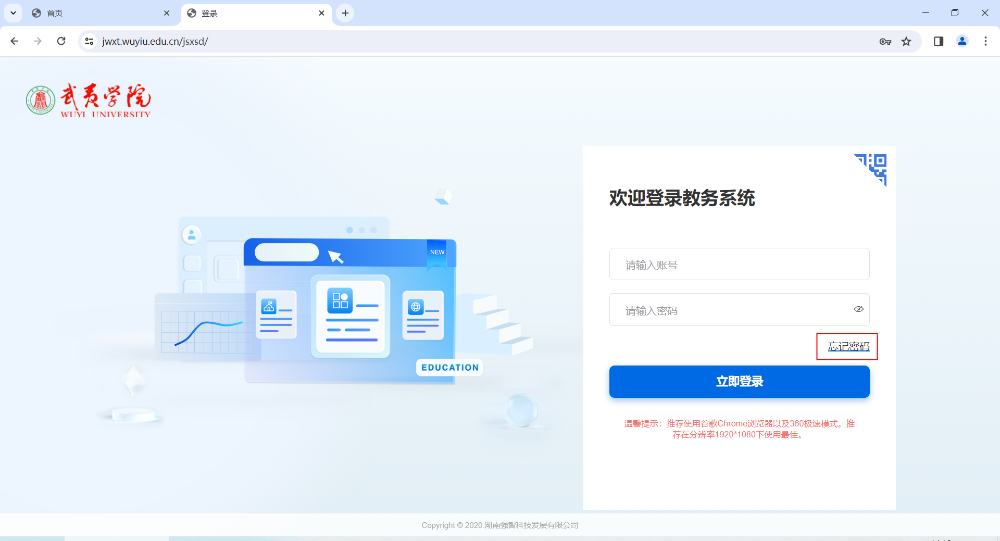 首页
登录
jwxt.wuyiu.edu.cn/jsxsd/
武夷学院
WUYI UNIVERSITY
欢迎登录教务系统
NEW
请输入账号
请输入密码
忘记密码
EDUCATION
立即登录
温馨提示：推荐使用谷歌Chrome浏览器以及360极速模式。推
荐在分辨率1920*1080下使用最佳。
Copyright © 2020.湖南强智科技发展有限公司